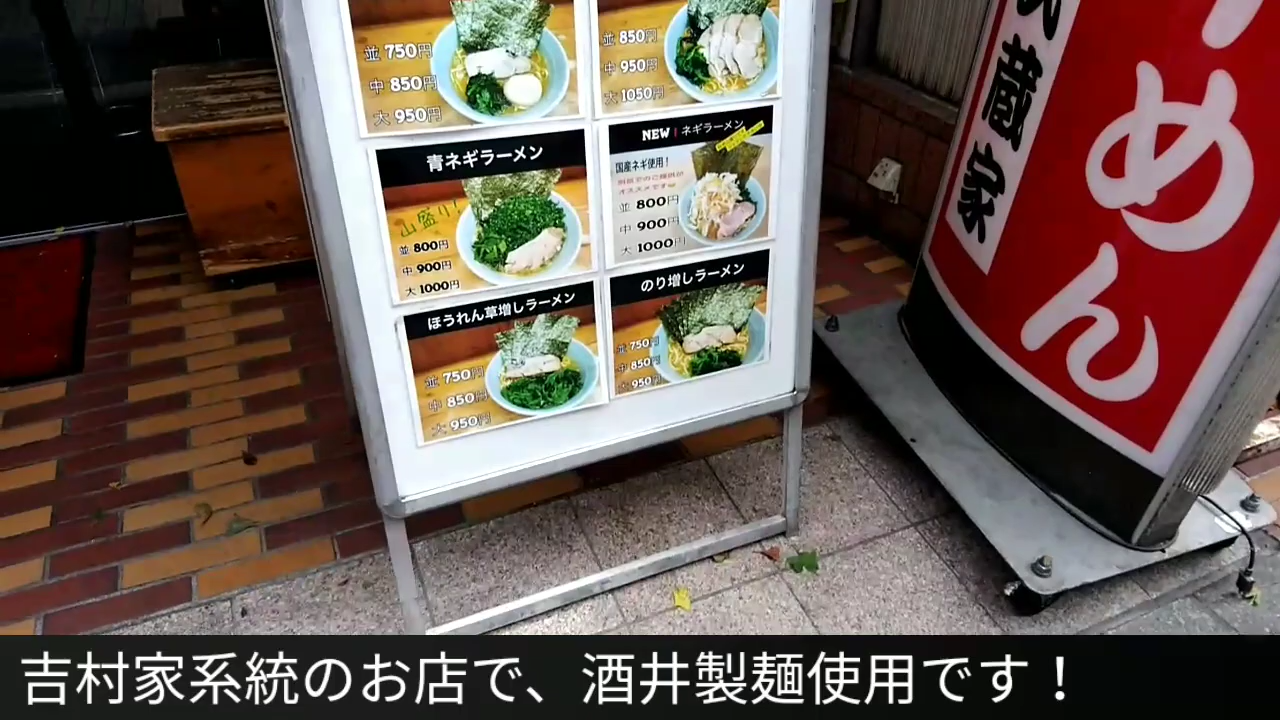 並 750円
中 850円
大 950円
並 850円
中 950円
大 1050円
青ネギラーメン
山盛り!
並 800円
中 900円
大 1000円
NEW ネギラーメン
国産ネギ使用!
オススメです
並 800円
中 900円
大 1000円
ほうれん草増しラーメン
並 750円
中 850円
大 950円
のり増しラーメン
並 750円
中 850円
大 950円
蔵家
めん
吉村家系統のお店で、酒井製麺使用です!